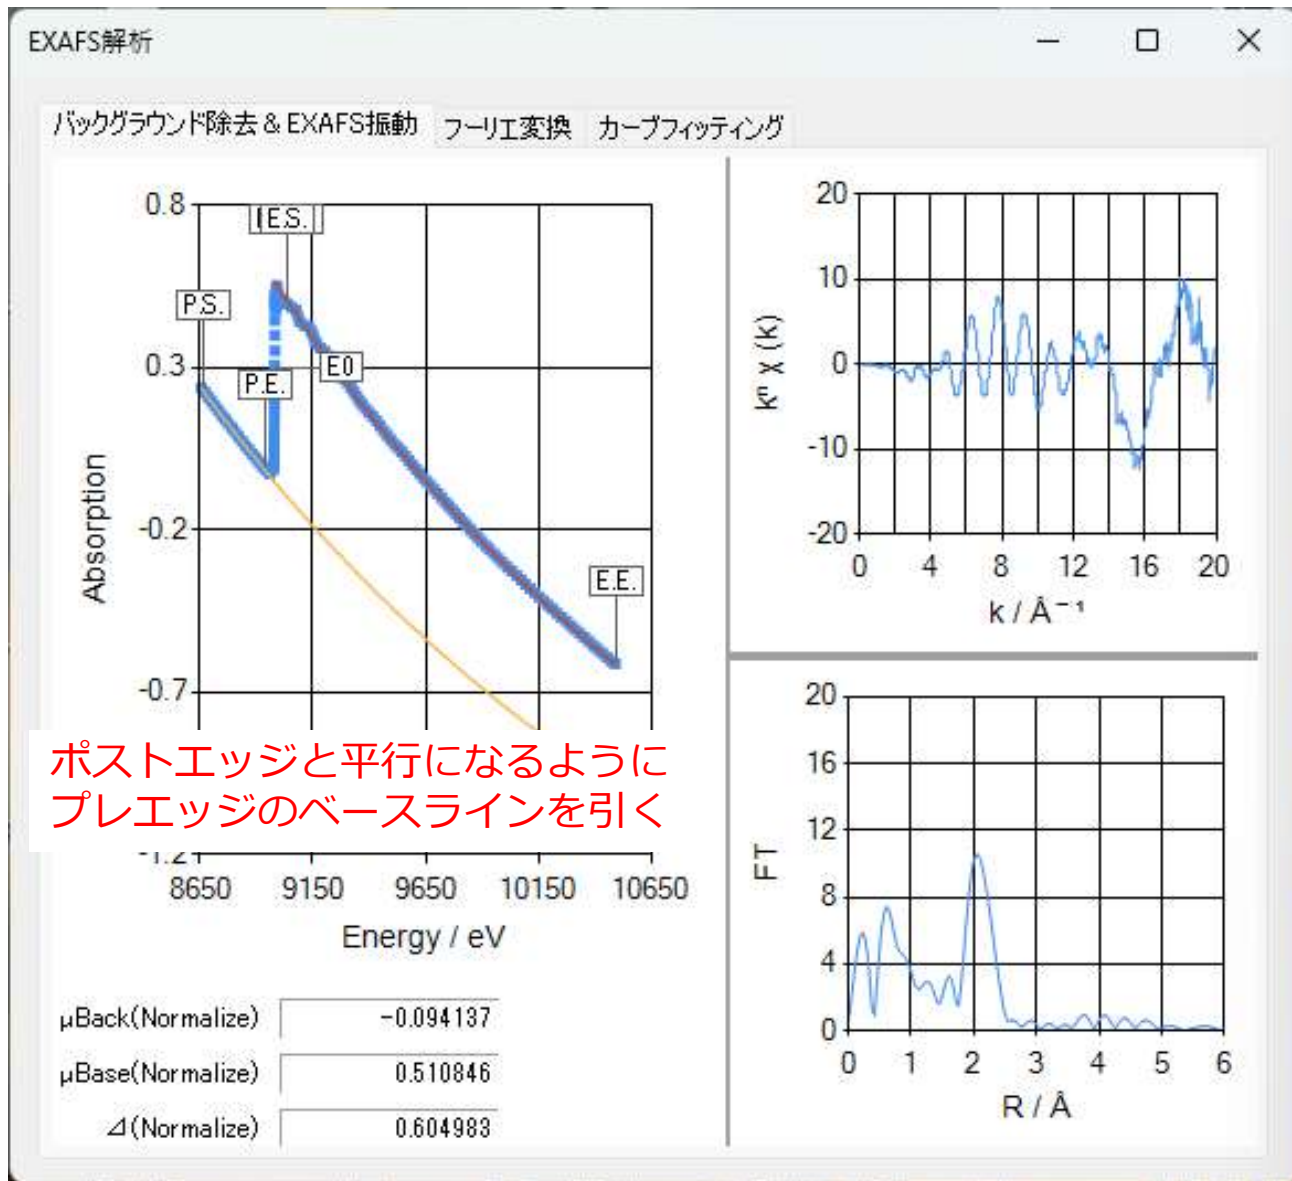 EXAFS解析
バックグラウンド除去 & EXAFS振動
フーリエ変換
カーブフィッティング
0.8
0.3
-0.2
-0.7
-1.2
Absorption
P.S.
P.E.
E.S.
E0
E.E.
ポストエッジと平行になるように
プレエッジのベースラインを引く
8650 9150 9650 10150 10650
Energy / eV
μBack(Normalize) -0.094137
μBase(Normalize) 0.510846
⊿(Normalize) 0.604983
20
10
0
-10
-20
kⁿ χ (k)
0 4 8 12 16 20
k / Å⁻¹
20
16
12
8
4
0
FT
0 1 2 3 4 5 6
R / Å